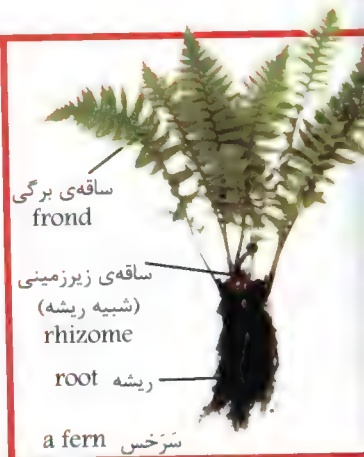 ساقه‌ی برگی
frond
ساقه‌ی زیرزمینی
(شبیه ریشه)
rhizome
ریشه root
سَرَخس a fern